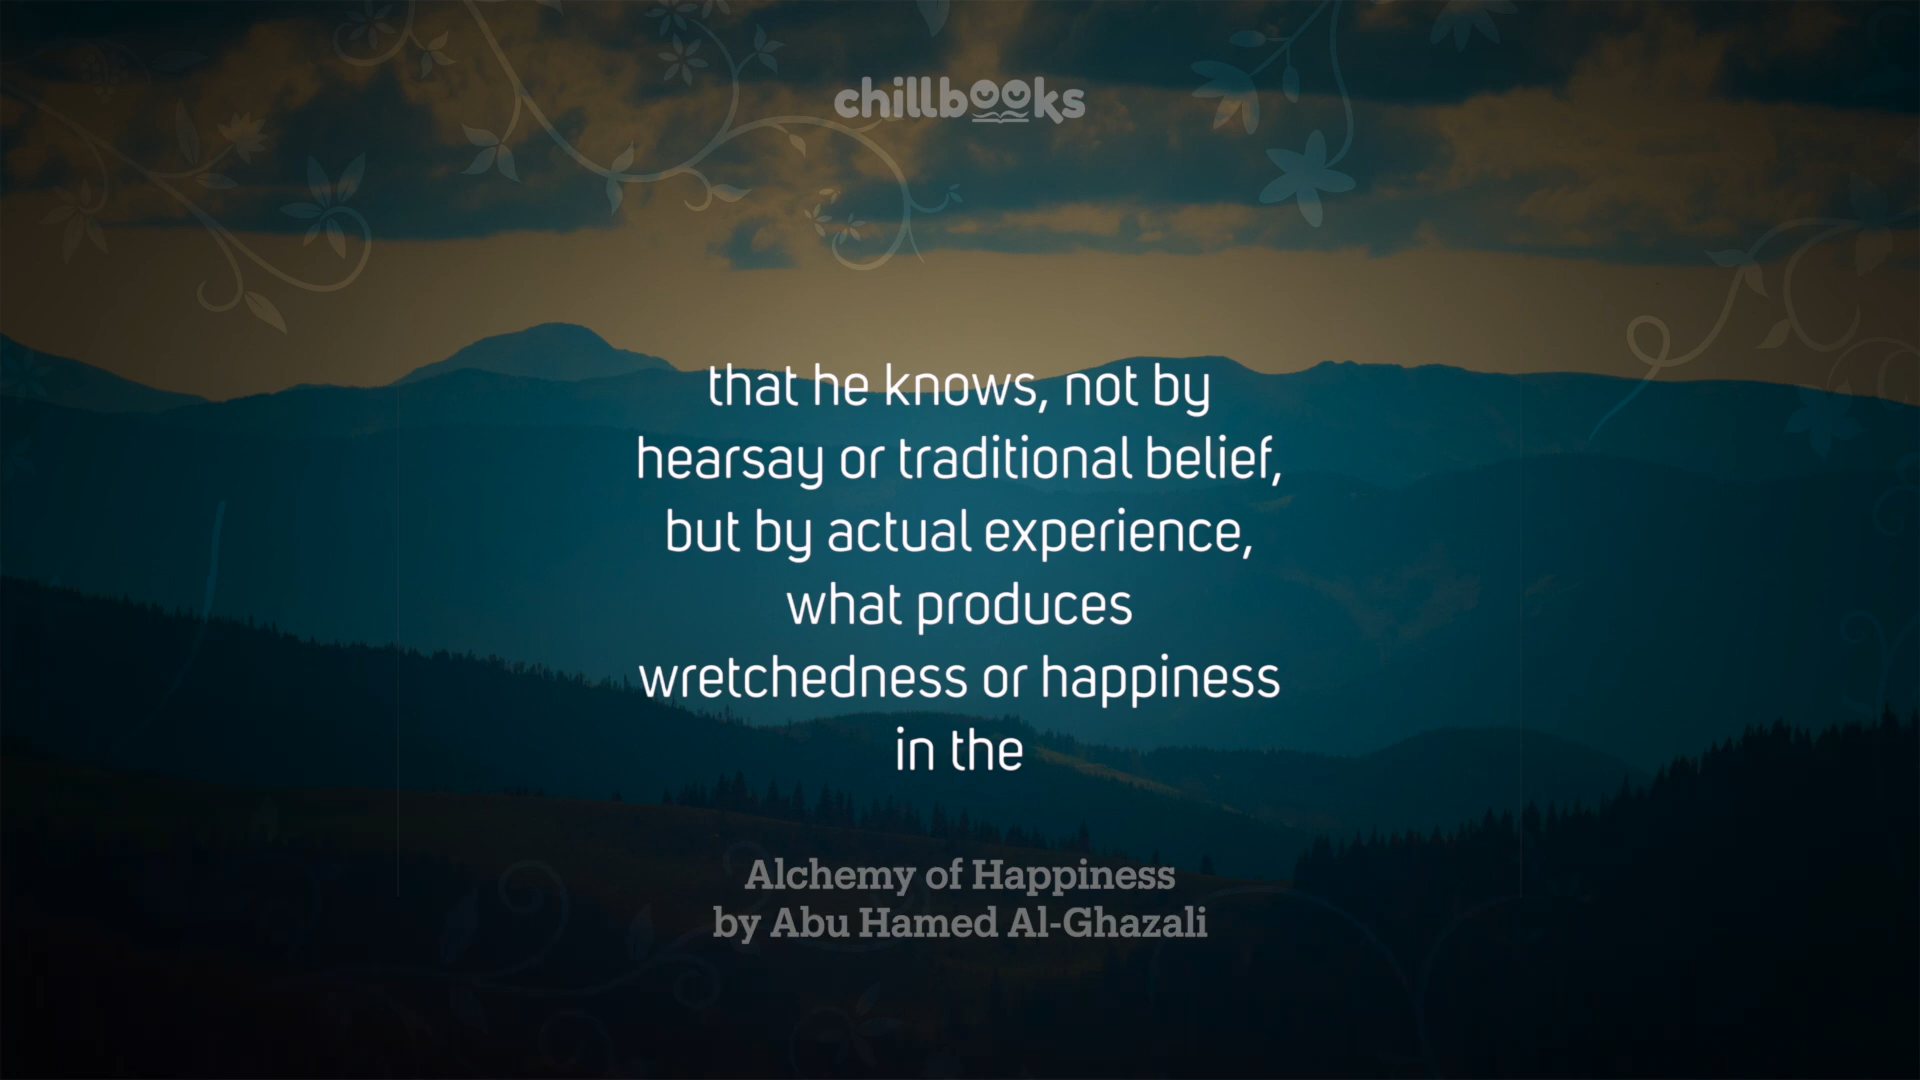 chillbooks
that he knows, not by
hearsay or traditional belief,
but by actual experience,
what produces
wretchedness or happiness
in the
Alchemy of Happiness
by Abu Hamed Al-Ghazali